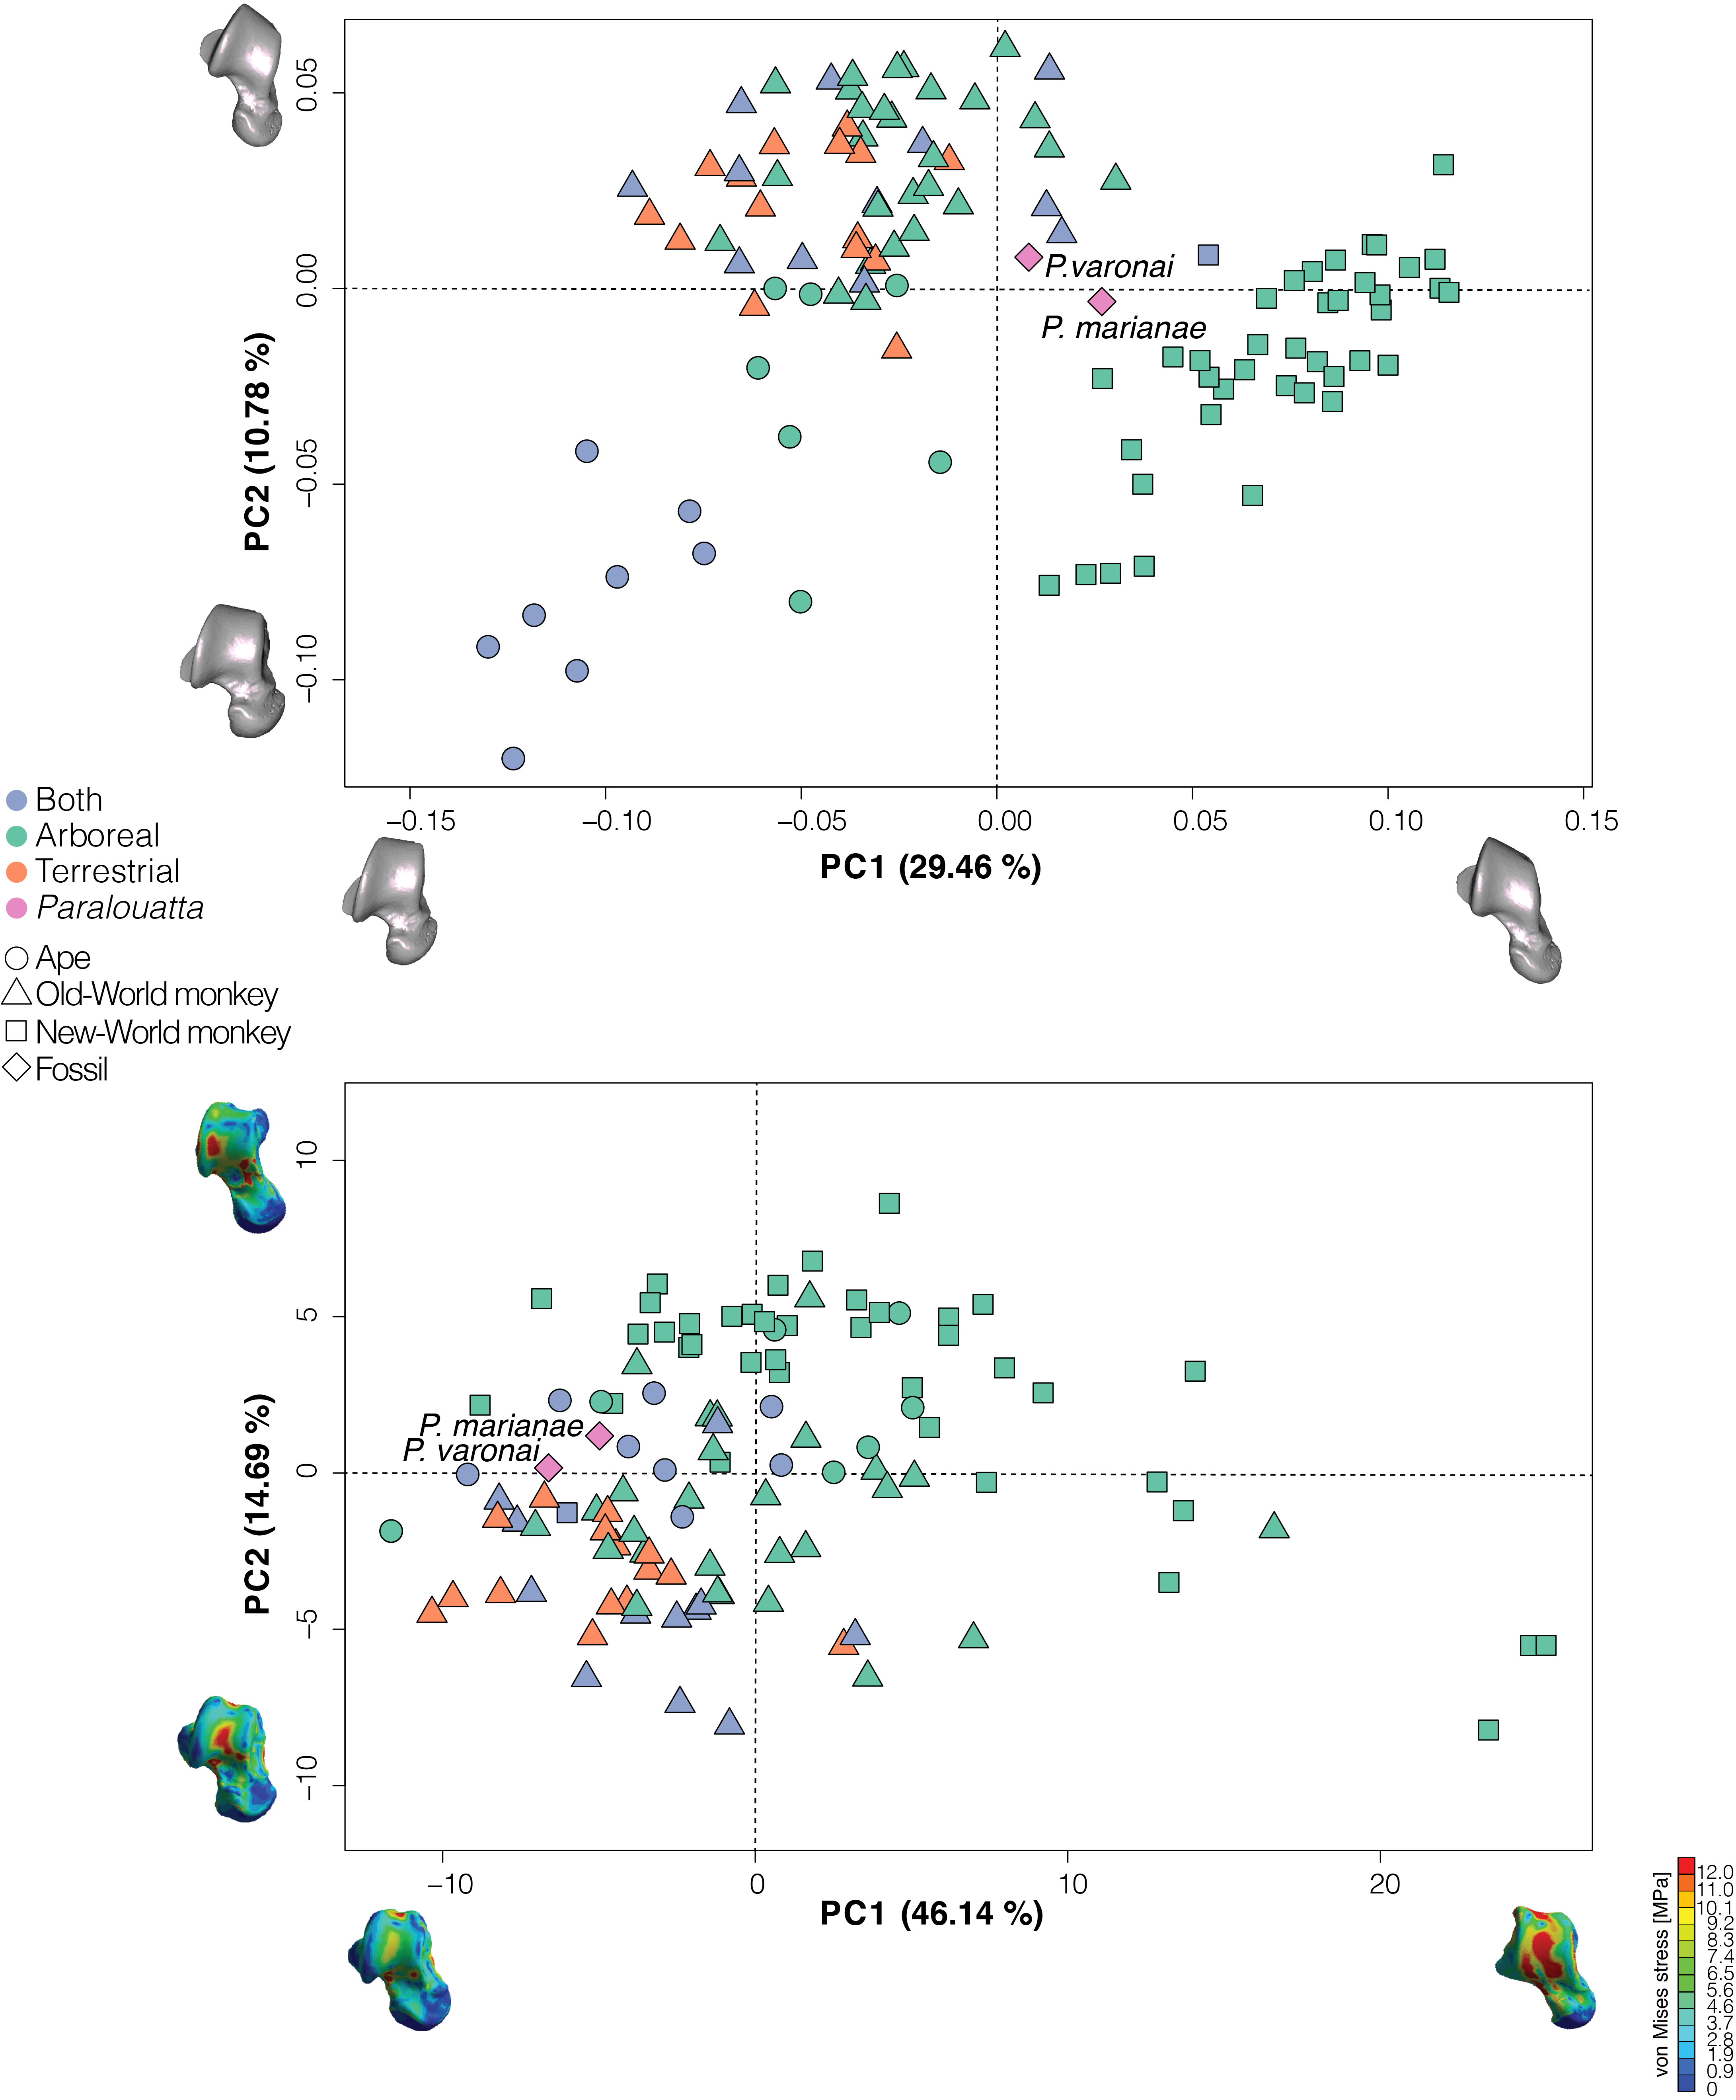 0.05
0.00
−0.05
−0.10
PC2 (10.78 %)
P.varonai
P. marianae
−0.15 −0.10 −0.05 0.00 0.05 0.10 0.15
PC1 (29.46 %)
Both
Arboreal
Terrestrial
Paralouatta
Ape
Old-World monkey
New-World monkey
Fossil
10
5
0
−5
−10
PC2 (14.69 %)
P. marianae
P. varonai
−10 0 10 20
PC1 (46.14 %)
von Mises stress [MPa]
12.0
11.0
10.1
9.2
8.3
7.4
6.5
5.6
4.6
3.7
2.8
1.9
0.9
0